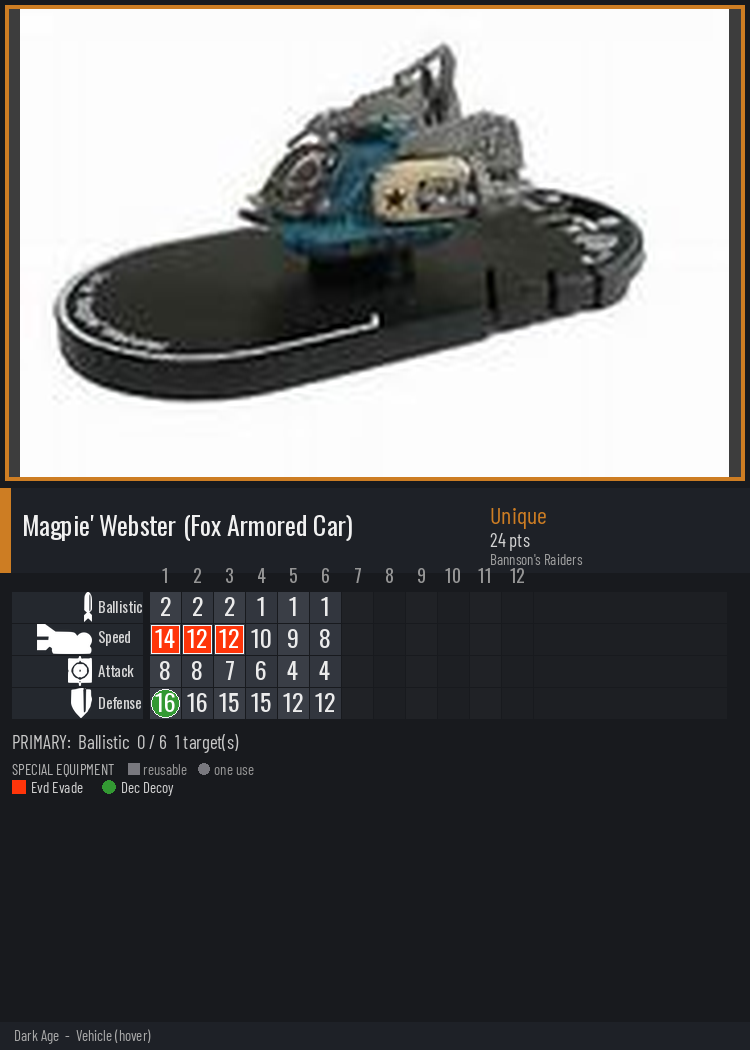 Magpie' Webster (Fox Armored Car)
Unique
24 pts
Bannson's Raiders
1 2 3 4 5 6 7 8 9 10 11 12
Ballistic 2 2 2 1 1 1
Speed 14 12 12 10 9 8
Attack 8 8 7 6 4 4
Defense 16 16 15 15 12 12
PRIMARY: Ballistic 0 / 6 1 target(s)
SPECIAL EQUIPMENT reusable one use
Evd Evade Dec Decoy
Dark Age - Vehicle (hover)